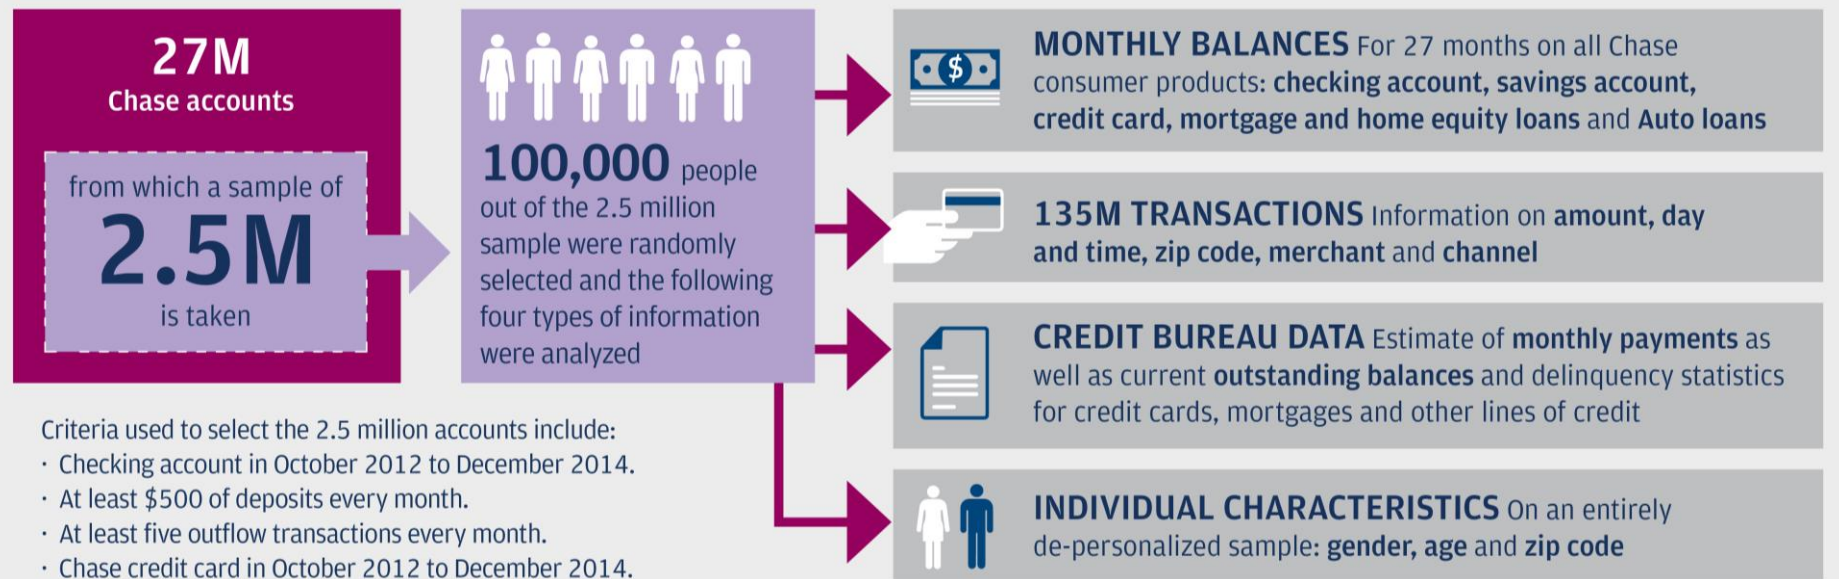 27M
Chase accounts
from which a sample of
2.5M
is taken
Criteria used to select the 2.5 million accounts include:
· Checking account in October 2012 to December 2014.
· At least $500 of deposits every month.
· At least five outflow transactions every month.
· Chase credit card in October 2012 to December 2014.
100,000 people
out of the 2.5 million
sample were randomly
selected and the following
four types of information
were analyzed
$
MONTHLY BALANCES For 27 months on all Chase
consumer products: checking account, savings account,
credit card, mortgage and home equity loans and Auto loans
135M TRANSACTIONS Information on amount, day
and time, zip code, merchant and channel
CREDIT BUREAU DATA Estimate of monthly payments as
well as current outstanding balances and delinquency statistics
for credit cards, mortgages and other lines of credit
INDIVIDUAL CHARACTERISTICS On an entirely
de-personalized sample: gender, age and zip code